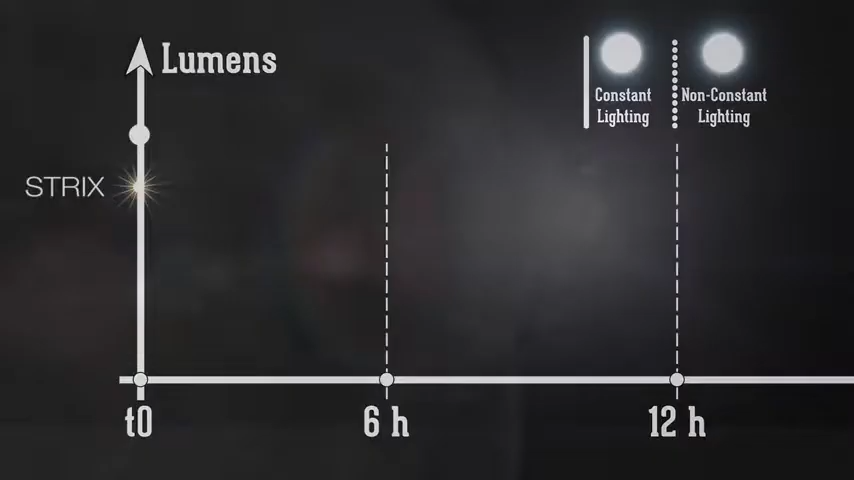 Lumens
Constant
Lighting
Non-Constant
Lighting
STRIX
t0
6 h
12 h